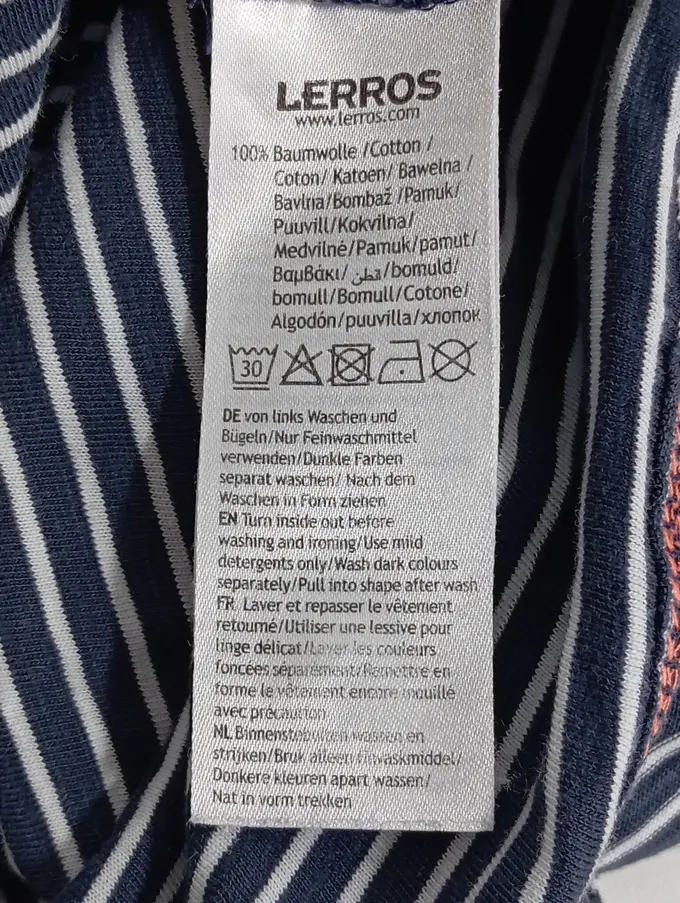 LERROS
www.lerros.com
100% Baumwolle /Cotton /
Coton/ Katoen/ Bawełna /
Bavlna/Bombaž /Pamuk/
Puuvill/Kokvilna/
Medvilnė/Pamuk/pamut/
Βαμβάκι/ قطن /bomuld/
bomull/Bomull/Cotone/
Algodón/puuvilla/хлопок
30
DE von links Waschen und
Bügeln/Nur Feinwaschmittel
verwenden/Dunkle Farben
separat waschen/ Nach dem
Waschen in Form ziehen
EN Turn inside out before
washing and ironing/Use mild
detergents only/Wash dark colours
separately/Pull into shape after wash
FR Laver et repasser le vêtement
retourné/Utiliser une lessive pour
linge délicat/Laver les couleurs
foncées séparément/Remettre en
forme le vêtement encore mouillé
avec précaution
NL Binnenstebuiten wassen en
strijken/Bruk alleen finvaskmiddel/
Donkere kleuren apart wassen/
Nat in vorm trekken